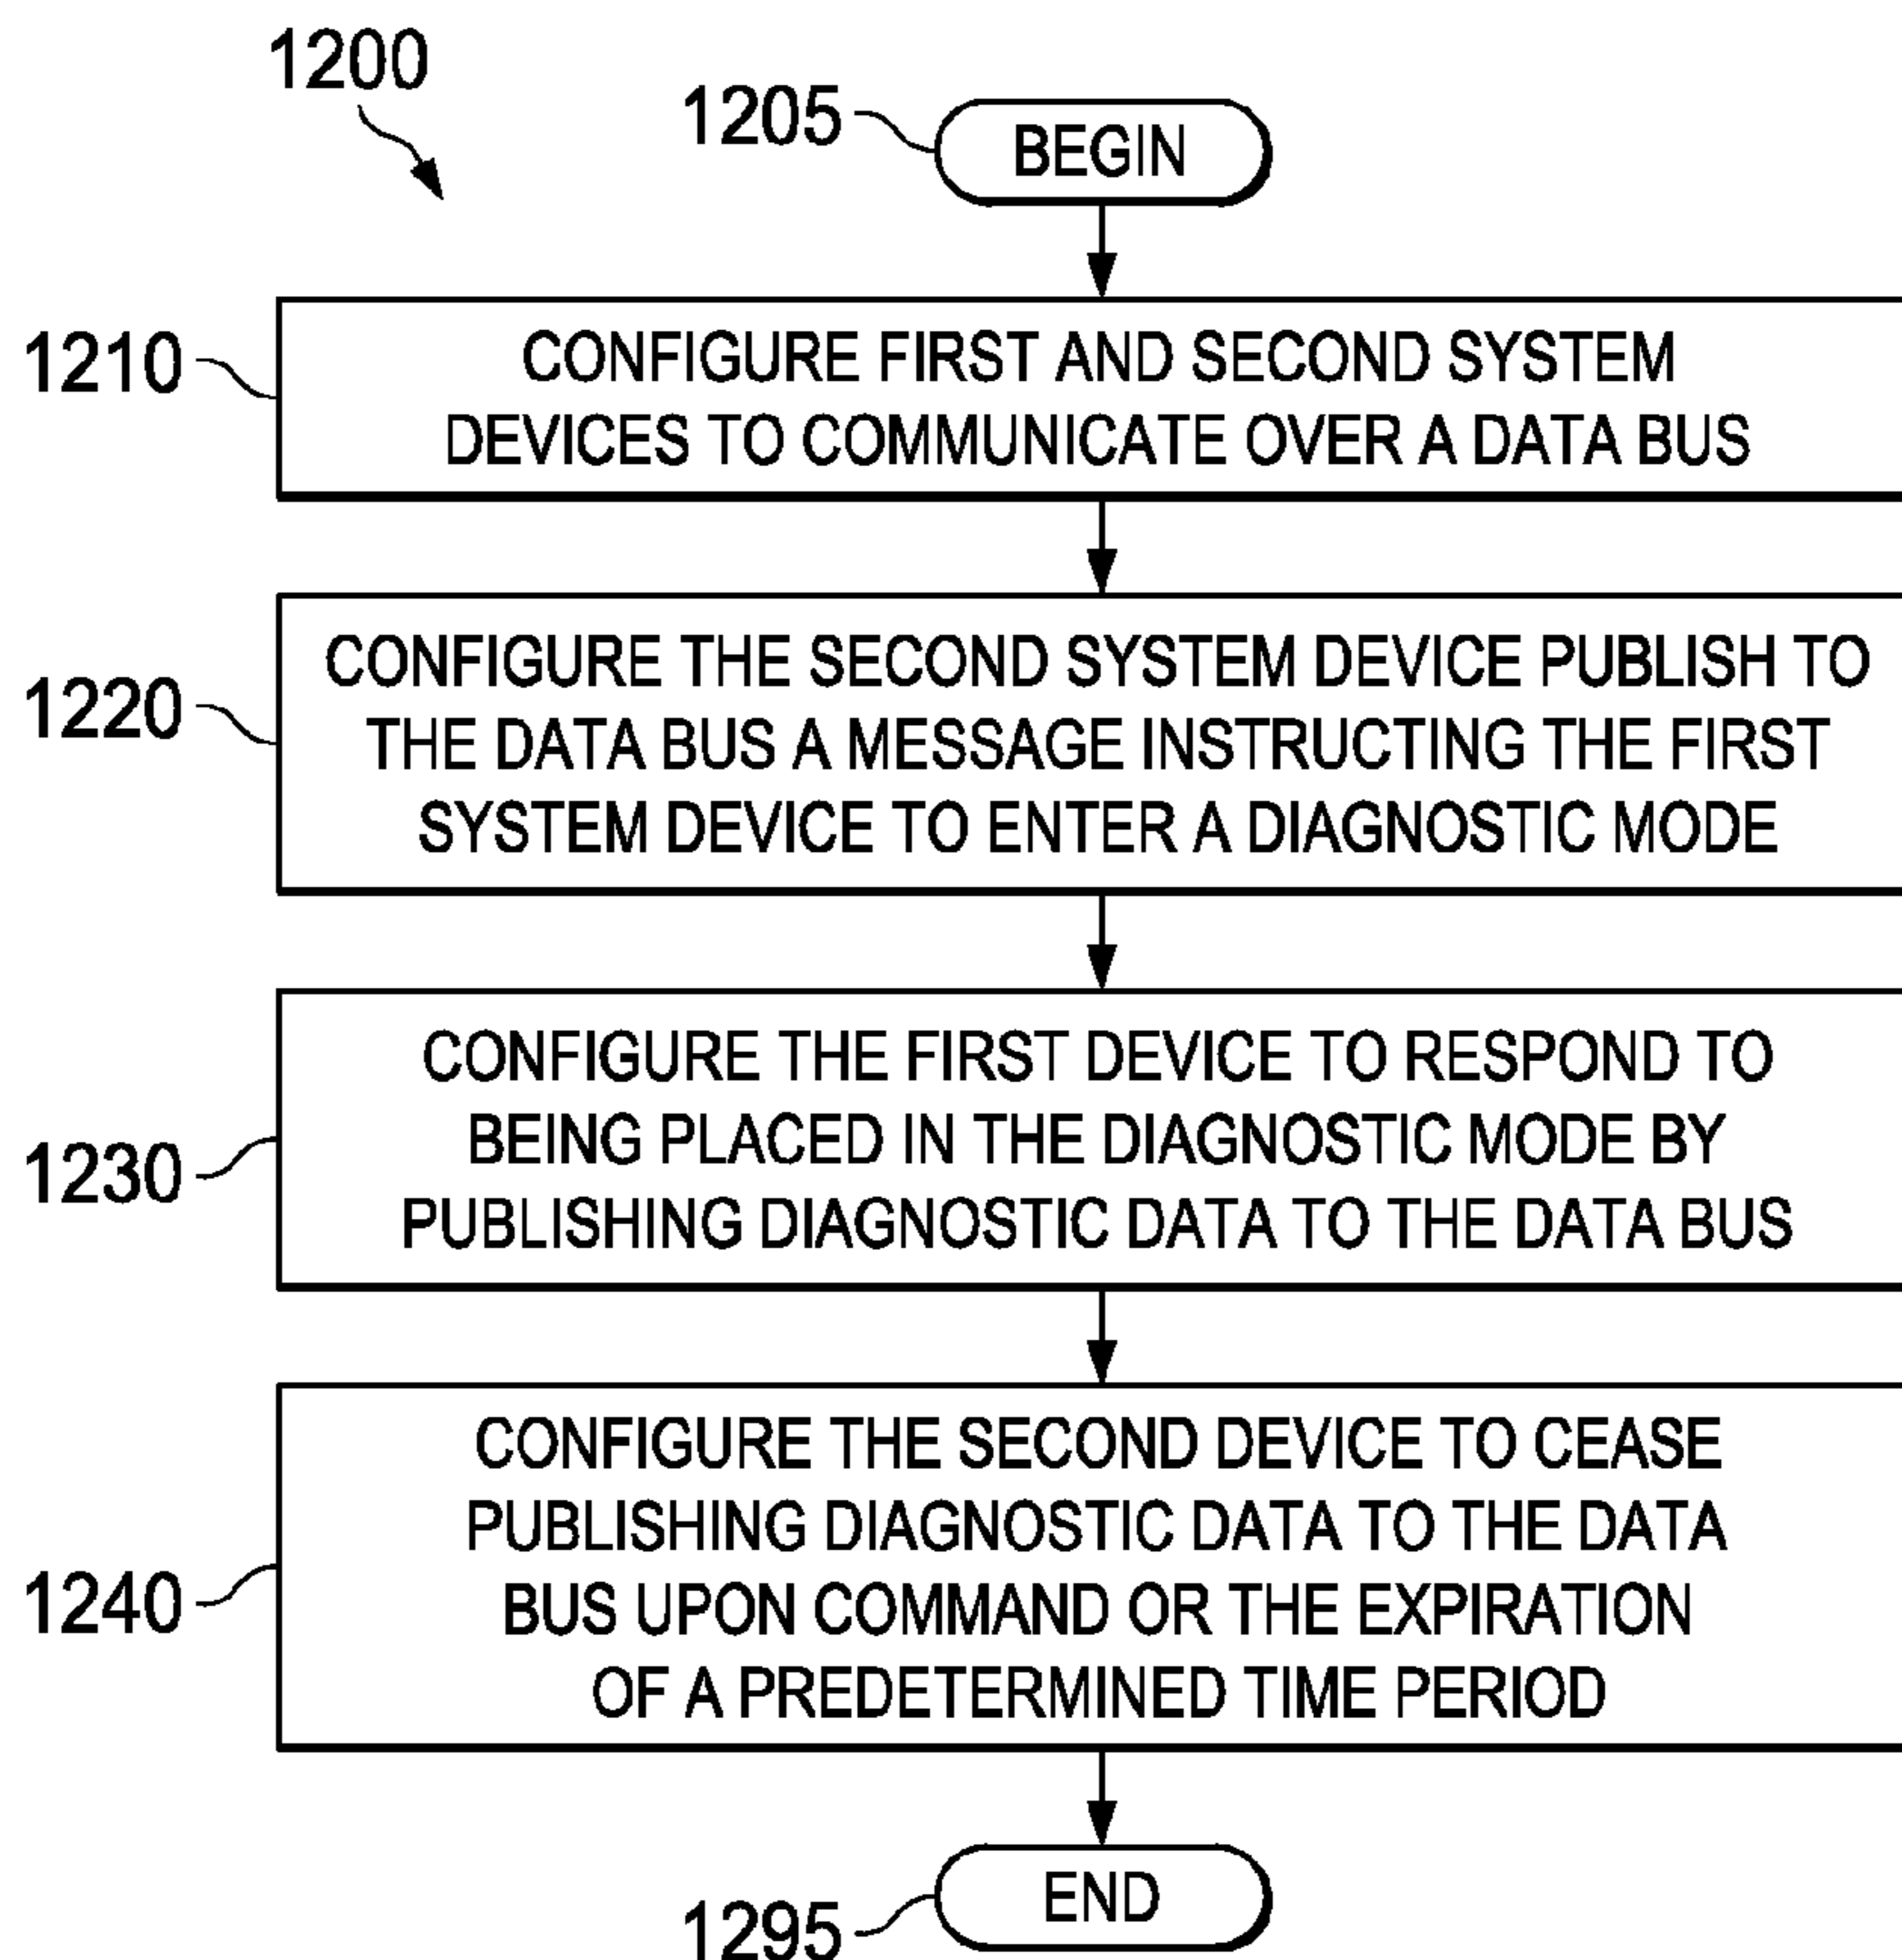 1200
1205
BEGIN
1210
CONFIGURE FIRST AND SECOND SYSTEM
DEVICES TO COMMUNICATE OVER A DATA BUS
1220
CONFIGURE THE SECOND SYSTEM DEVICE PUBLISH TO
THE DATA BUS A MESSAGE INSTRUCTING THE FIRST
SYSTEM DEVICE TO ENTER A DIAGNOSTIC MODE
1230
CONFIGURE THE FIRST DEVICE TO RESPOND TO
BEING PLACED IN THE DIAGNOSTIC MODE BY
PUBLISHING DIAGNOSTIC DATA TO THE DATA BUS
1240
CONFIGURE THE SECOND DEVICE TO CEASE
PUBLISHING DIAGNOSTIC DATA TO THE DATA
BUS UPON COMMAND OR THE EXPIRATION
OF A PREDETERMINED TIME PERIOD
1295
END